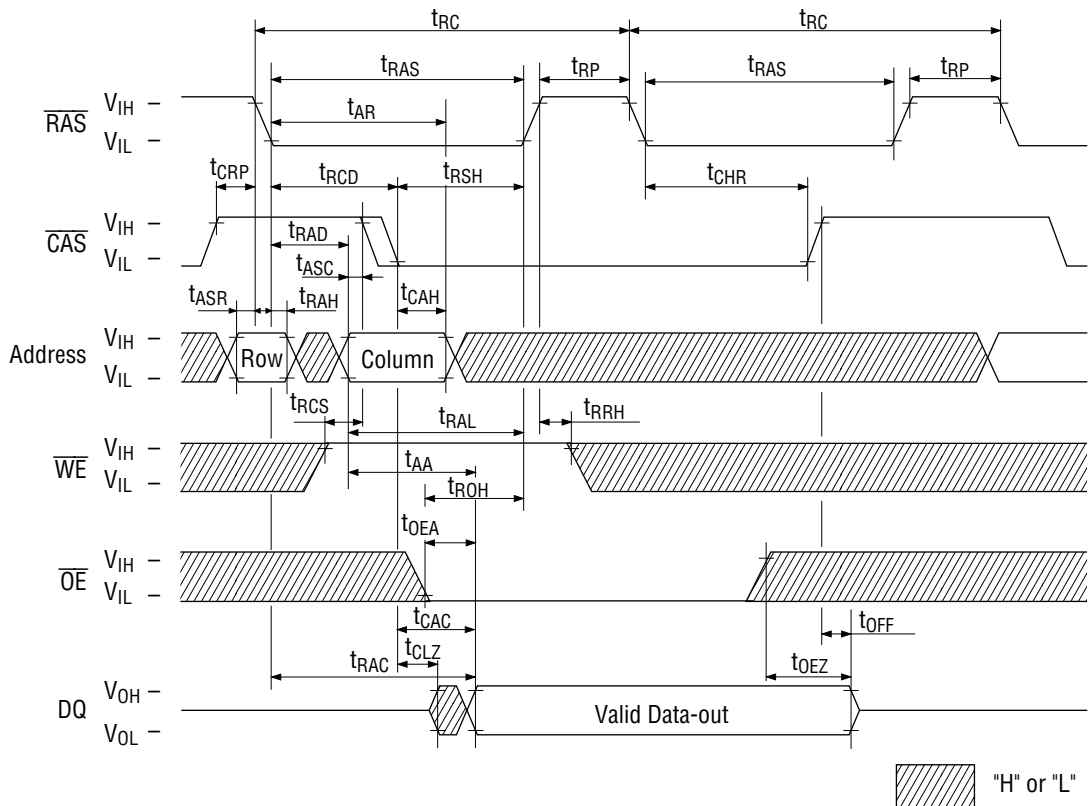 tRC tRC
tRAS tRP tRAS tRP
RAS VIH – tAR
VIL –
tCRP tRCD tRSH tCHR
CAS VIH –
VIL – tRAD
tASC
tASR tRAH tCAH
Address VIH – Row Column
VIL –
tRCS tRAL tRRH
WE VIH –
VIL – tAA
tROH
tOEA
OE VIH –
VIL –
tCAC tOFF
tCLZ
tRAC tOEZ
DQ VOH – Valid Data-out
VOL –
"H" or "L"